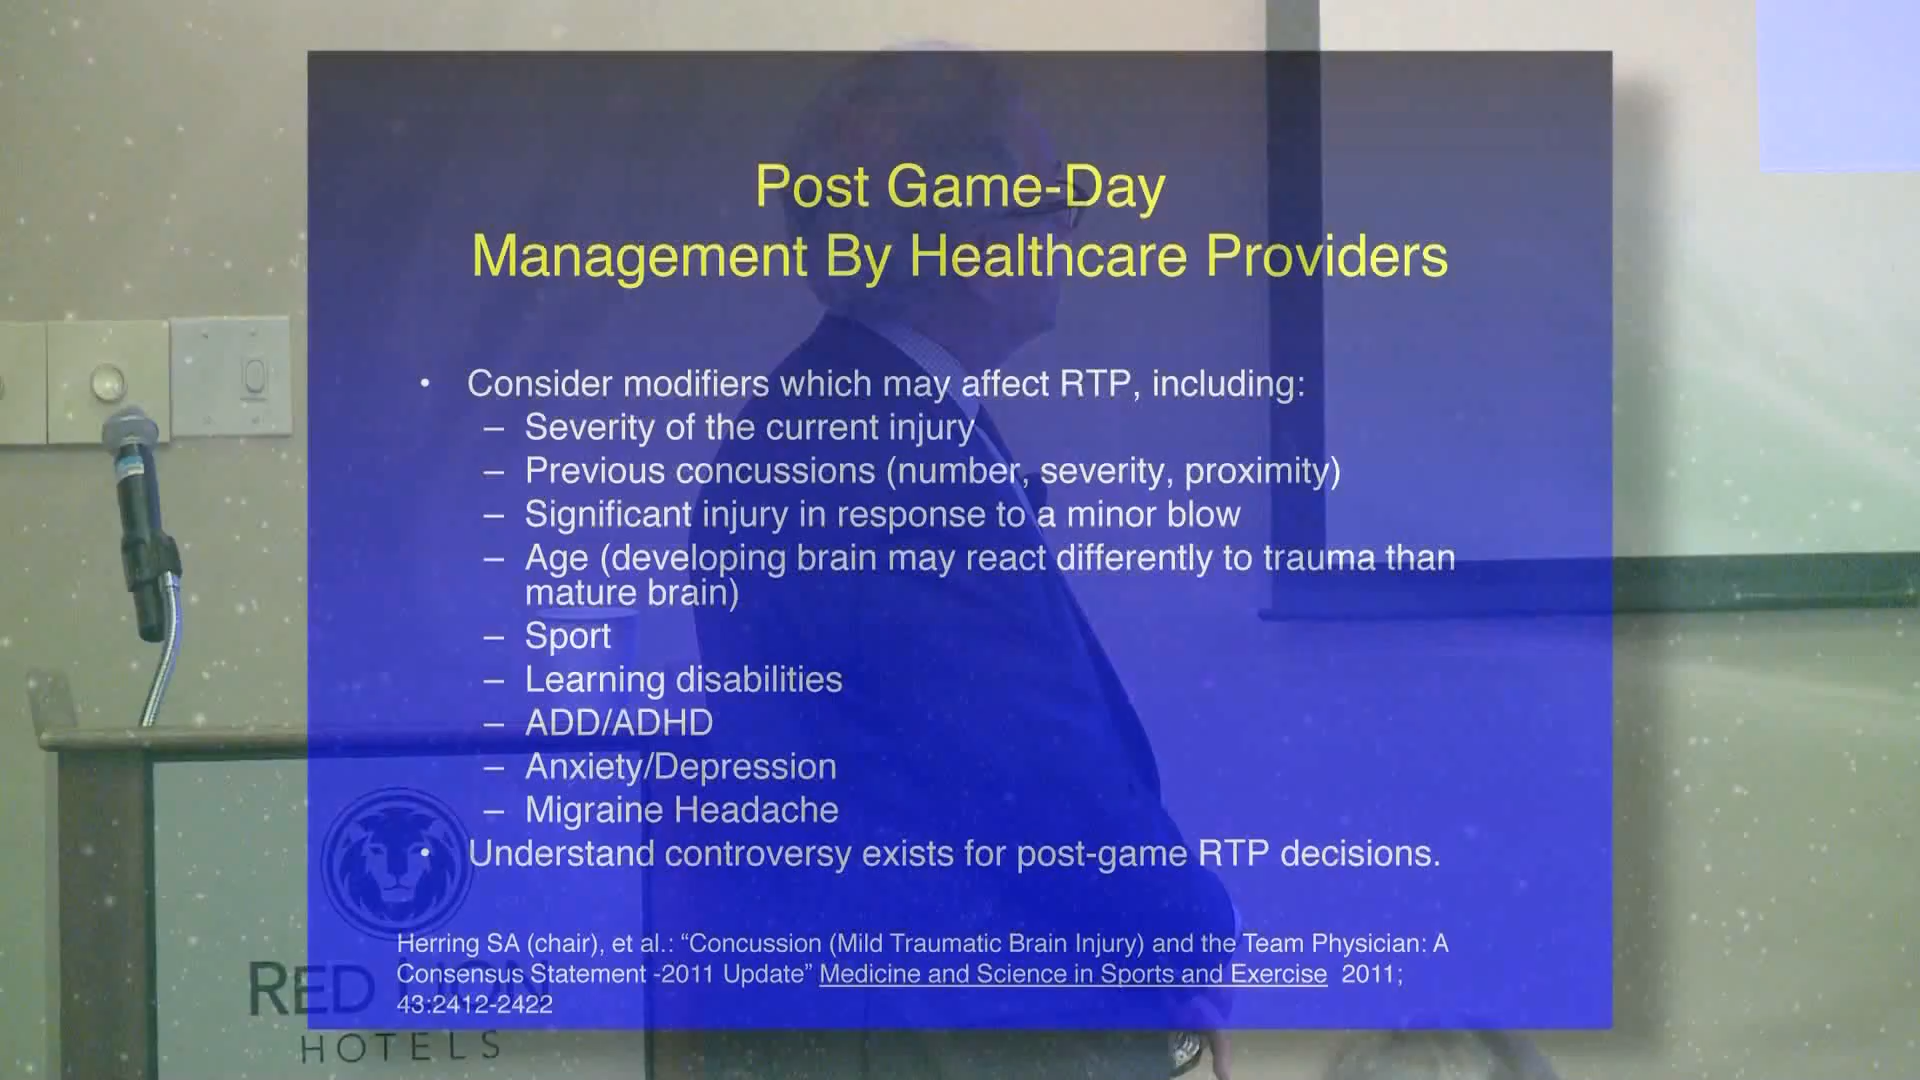 Post Game-Day
Management By Healthcare Providers
• Consider modifiers which may affect RTP, including:
– Severity of the current injury
– Previous concussions (number, severity, proximity)
– Significant injury in response to a minor blow
– Age (developing brain may react differently to trauma than
mature brain)
– Sport
– Learning disabilities
– ADD/ADHD
– Anxiety/Depression
– Migraine Headache
• Understand controversy exists for post-game RTP decisions.
Herring SA (chair), et al.: “Concussion (Mild Traumatic Brain Injury) and the Team Physician: A
Consensus Statement -2011 Update” Medicine and Science in Sports and Exercise 2011;
43:2412-2422
RED LION
HOTELS